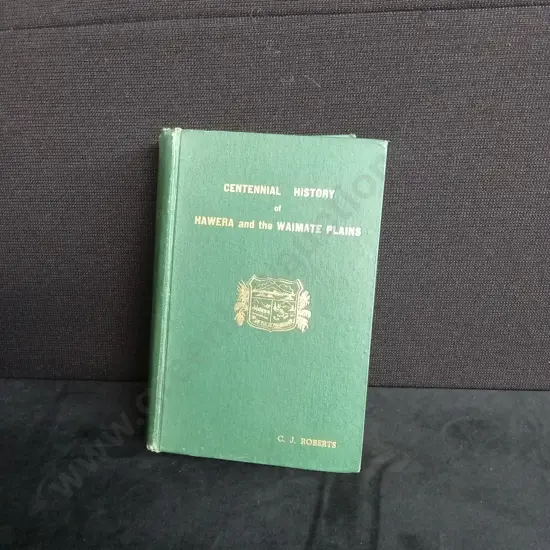 CENTENNIAL HISTORY
of
HAWERA and the WAIMATE PLAINS
C. J. ROBERTS